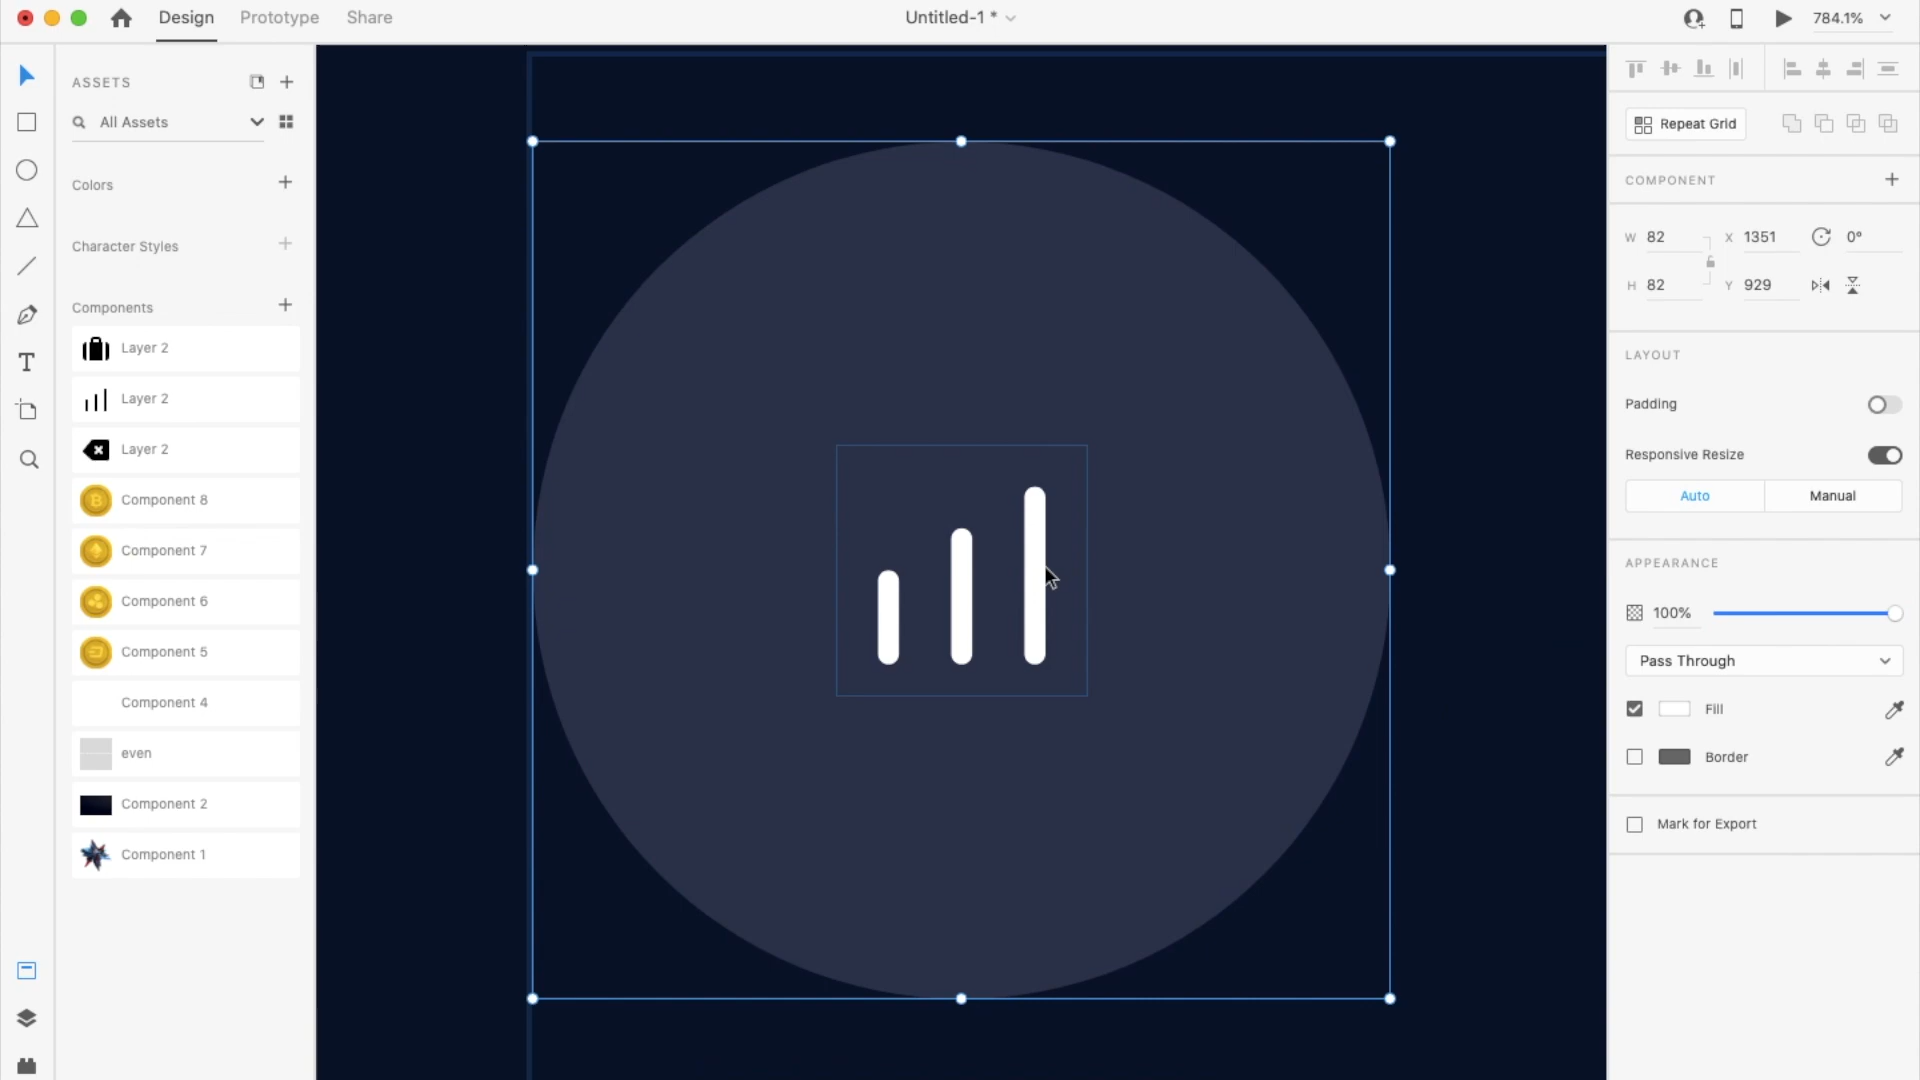 Design Prototype Share
Untitled-1 *
784.1%
ASSETS
All Assets
Colors
Character Styles
Components
Layer 2
Layer 2
Layer 2
Component 8
Component 7
Component 6
Component 5
Component 4
even
Component 2
Component 1
T
Repeat Grid
COMPONENT
W 82 X 1351 0°
H 82 Y 929
LAYOUT
Padding
Responsive Resize
Auto Manual
APPEARANCE
100%
Pass Through
Fill
Border
Mark for Export